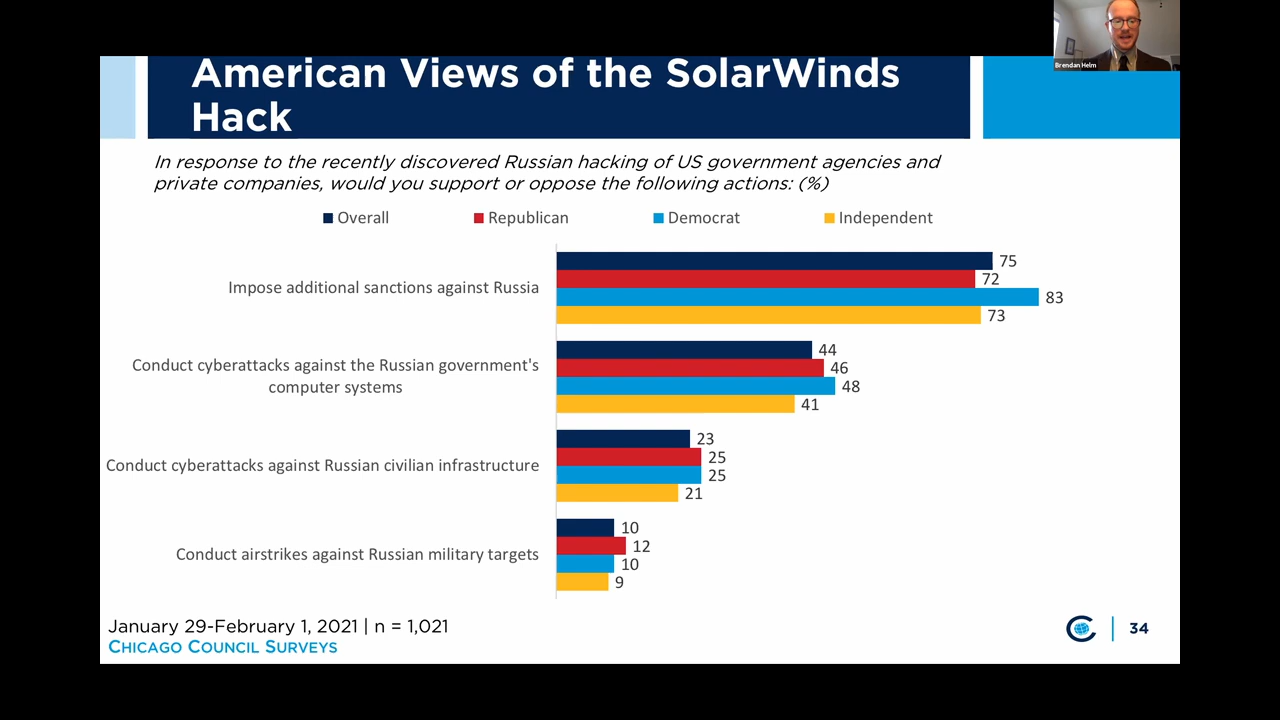 Brendan Helm
American Views of the SolarWinds
Hack
In response to the recently discovered Russian hacking of US government agencies and
private companies, would you support or oppose the following actions: (%)
Overall Republican Democrat Independent
Impose additional sanctions against Russia
75
72
83
73
Conduct cyberattacks against the Russian government's
computer systems
44
46
48
41
Conduct cyberattacks against Russian civilian infrastructure
23
25
25
21
Conduct airstrikes against Russian military targets
10
12
10
9
January 29-February 1, 2021 | n = 1,021
CHICAGO COUNCIL SURVEYS
34